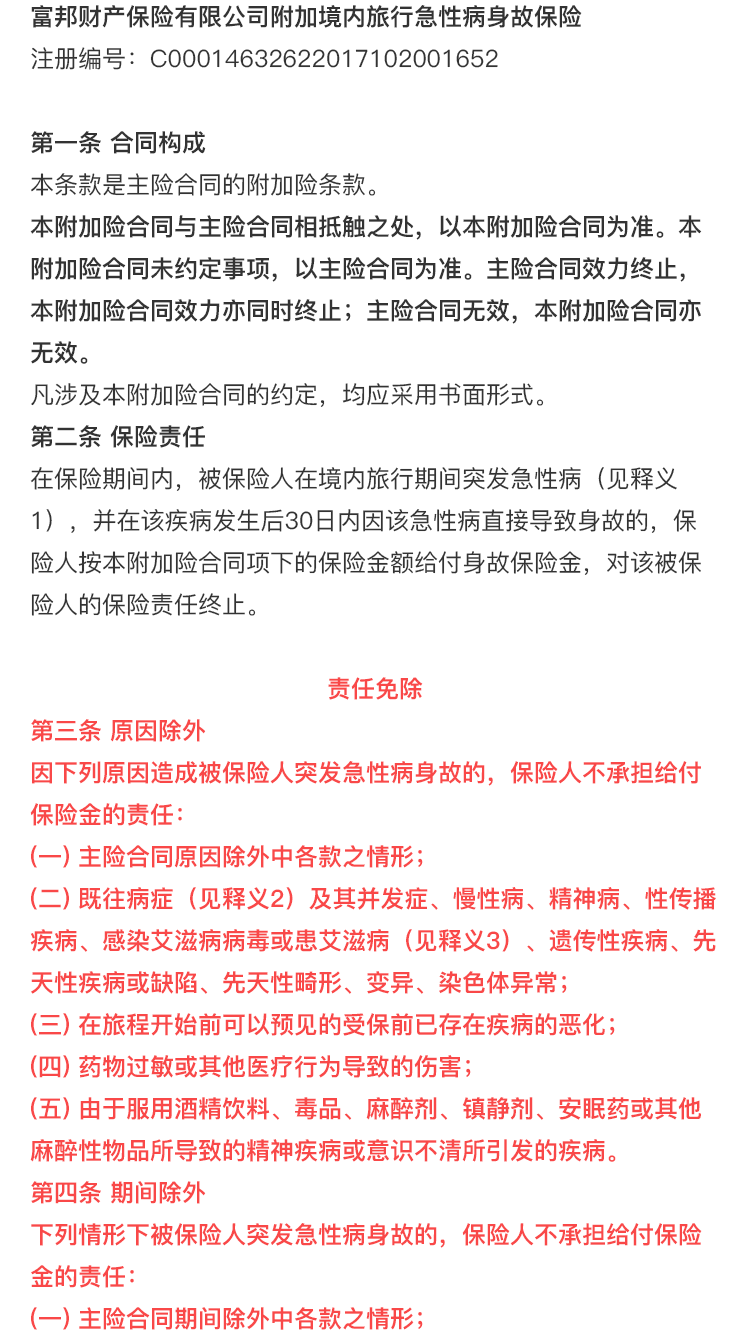 富邦财产保险有限公司附加境内旅行急性病身故保险
注册编号：C00014632622017102001652
第一条 合同构成
本条款是主险合同的附加险条款。
本附加险合同与主险合同相抵触之处，以本附加险合同为准。本
附加险合同未约定事项，以主险合同为准。主险合同效力终止，
本附加险合同效力亦同时终止；主险合同无效，本附加险合同亦
无效。
凡涉及本附加险合同的约定，均应采用书面形式。
第二条 保险责任
在保险期间内，被保险人在境内旅行期间突发急性病（见释义
1），并在该疾病发生后30日内因该急性病直接导致身故的，保
险人按本附加险合同项下的保险金额给付身故保险金，对该被保
险人的保险责任终止。
责任免除
第三条 原因除外
因下列原因造成被保险人突发急性病身故的，保险人不承担给付
保险金的责任：
(一) 主险合同原因除外中各款之情形；
(二) 既往病症（见释义2）及其并发症、慢性病、精神病、性传播
疾病、感染艾滋病病毒或患艾滋病（见释义3）、遗传性疾病、先
天性疾病或缺陷、先天性畸形、变异、染色体异常；
(三) 在旅程开始前可以预见的受保前已存在疾病的恶化；
(四) 药物过敏或其他医疗行为导致的伤害；
(五) 由于服用酒精饮料、毒品、麻醉剂、镇静剂、安眠药或其他
麻醉性物品所导致的精神疾病或意识不清所引发的疾病。
第四条 期间除外
下列情形下被保险人突发急性病身故的，保险人不承担给付保险
金的责任：
(一) 主险合同期间除外中各款之情形；